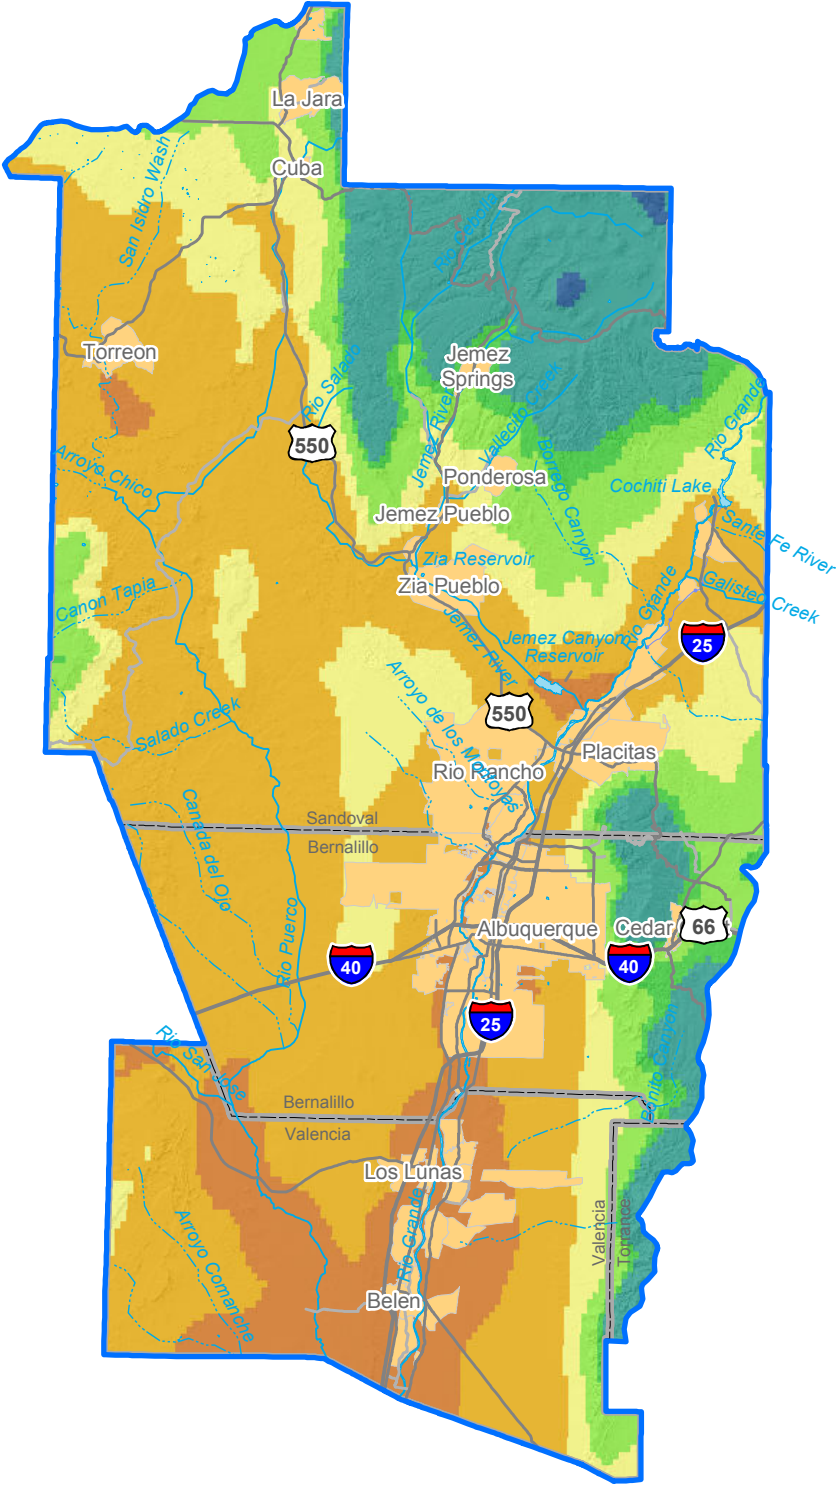 La Jara
San Isidro Wash
Cuba
Rio Cebolla
Torreon
Jemez
Springs
Rio Salado
550
Jemez River
Vallecito Creek
Rio Grande
Arroyo Chico
Borrego Canyon
Ponderosa
Cochiti Lake
Jemez Pueblo
Sante Fe River
Zia Reservoir
Canon Tapia
Zia Pueblo
Rio Grande
Galisteo Creek
Jemez River
Jemez Canyon
Reservoir
25
Arroyo de los Montoyas
Salado Creek
550
Placitas
Rio Rancho
Canada del Ojo
Sandoval
Bernalillo
Rio Puerco
Albuquerque
Cedar
66
40
40
25
Rio San Jose
Bonito Canyon
Bernalillo
Valencia
Los Lunas
Arroyo Comanche
Rio Grande
Valencia
Torrance
Belen